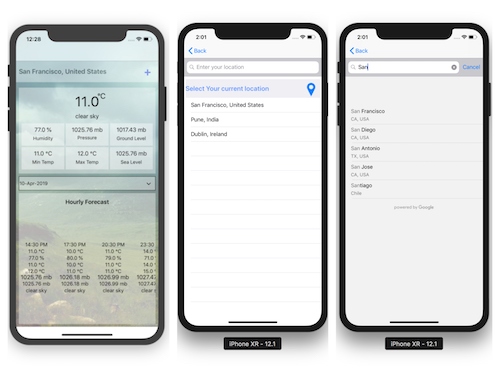 12:28
San Francisco, United States +
11.0°C
clear sky
77.0 % 1025.76 mb 1017.43 mb
Humidity Pressure Ground Level
11.0 °C 12.0 °C 1025.76 mb
Min Temp Max Temp Sea Level
10-Apr-2019
Hourly Forecast
14:30 PM 17:30 PM 20:30 PM 23:30
11.0 °C 10.0 °C 11.0 °C 14.0
77.0 % 80.0 % 79.0 % 71.0
11.0 °C 10.0 °C 11.0 °C 14.0
12.0 °C 11.0 °C 11.0 °C 15.0
1025.76 mb 1026.18 mb 1026.99 mb 1027.
1025.76 mb 1026.18 mb 1026.99 mb 1027.43
clear sky clear sky clear sky clear
2:01
Back
Enter your location
Select Your current location
San Francisco, United States
Pune, India
Dublin, Ireland
iPhone XR - 12.1
2:01
Back
San Cancel
San Francisco
CA, USA
San Diego
CA, USA
San Antonio
TX, USA
San Jose
CA, USA
Santiago
Chile
powered by Google
iPhone XR - 12.1